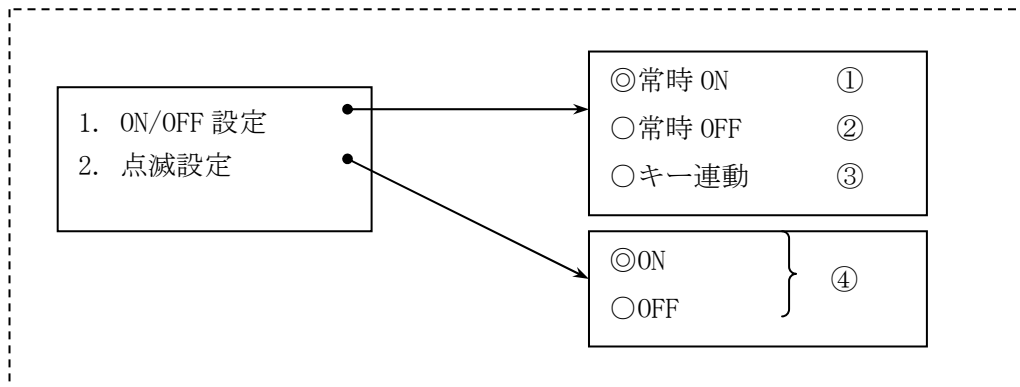 1. ON/OFF 設定
2. 点滅設定
◎常時 ON ①
○常時 OFF ②
○キー連動 ③
◎ON
○OFF
④